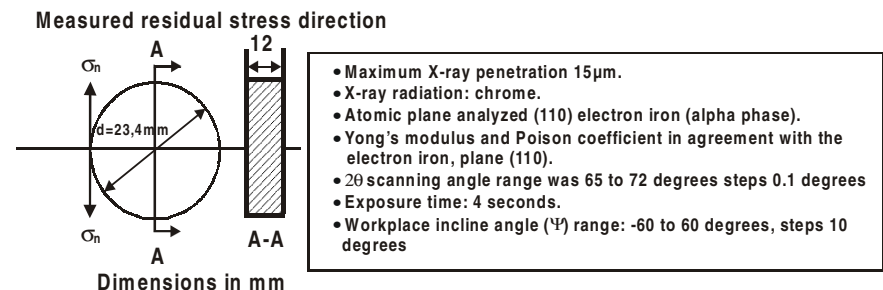 Measured residual stress direction
A
12
σn
d=23,4mm
σn
A
A-A
Dimensions in mm
• Maximum X-ray penetration 15µm.
• X-ray radiation: chrome.
• Atomic plane analyzed (110) electron iron (alpha phase).
• Yong's modulus and Poison coefficient in agreement with the
electron iron, plane (110).
• 2θ scanning angle range was 65 to 72 degrees steps 0.1 degrees
• Exposure time: 4 seconds.
• Workplace incline angle (Ψ) range: -60 to 60 degrees, steps 10
degrees